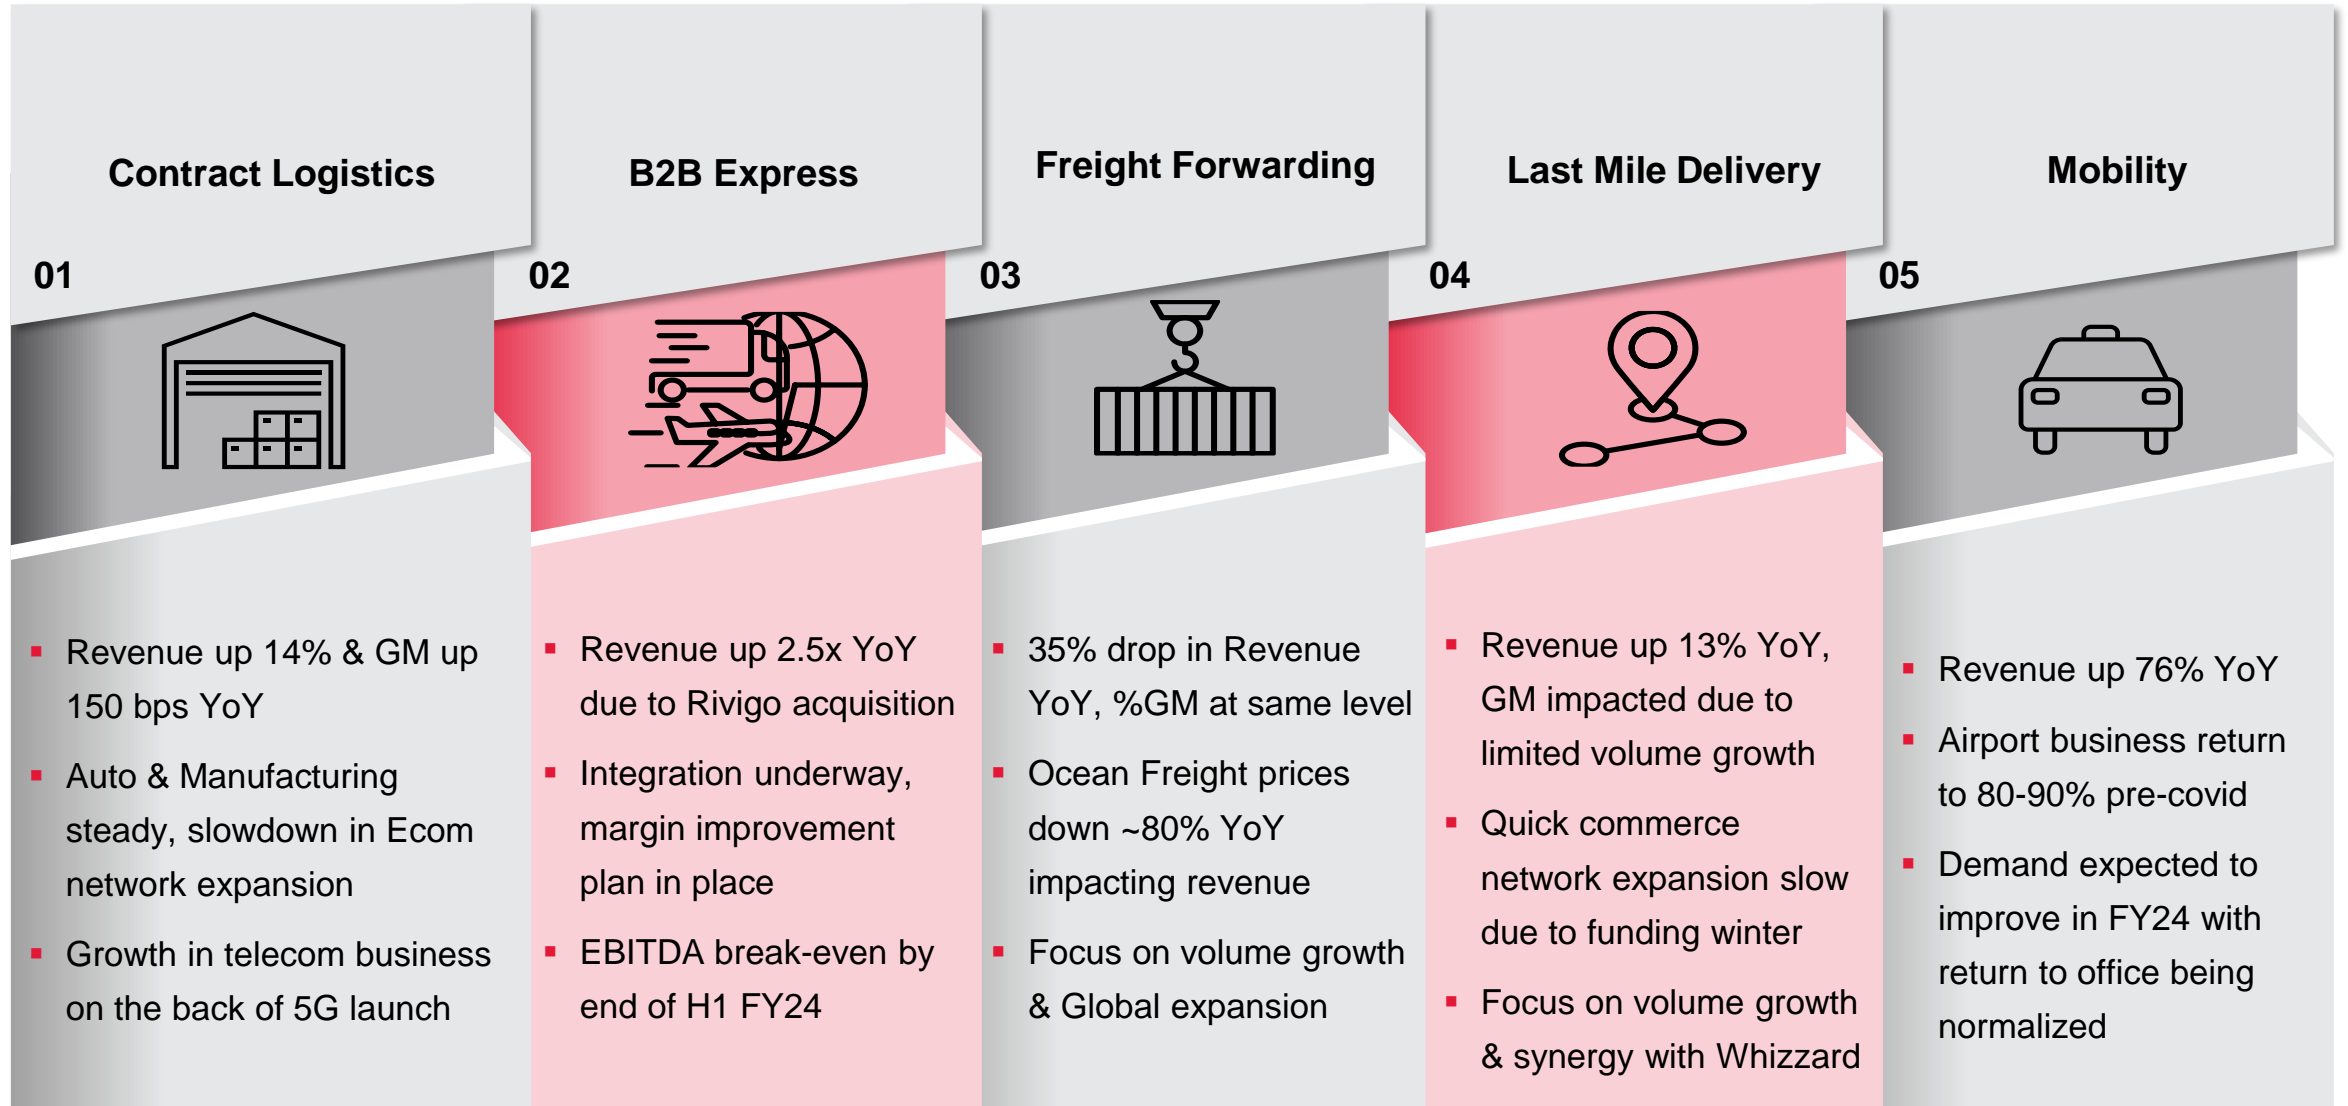 Contract Logistics
01
Revenue up 14% & GM up
150 bps YoY
Auto & Manufacturing
steady, slowdown in Ecom
network expansion
Growth in telecom business
on the back of 5G launch
B2B Express
02
Revenue up 2.5x YoY
due to Rivigo acquisition
Integration underway,
margin improvement
plan in place
EBITDA break-even by
end of H1 FY24
Freight Forwarding
03
35% drop in Revenue
YoY, %GM at same level
Ocean Freight prices
down ~80% YoY
impacting revenue
Focus on volume growth
& Global expansion
Last Mile Delivery
04
Revenue up 13% YoY,
GM impacted due to
limited volume growth
Quick commerce
network expansion slow
due to funding winter
Focus on volume growth
& synergy with Whizzard
Mobility
05
Revenue up 76% YoY
Airport business return
to 80-90% pre-covid
Demand expected to
improve in FY24 with
return to office being
normalized